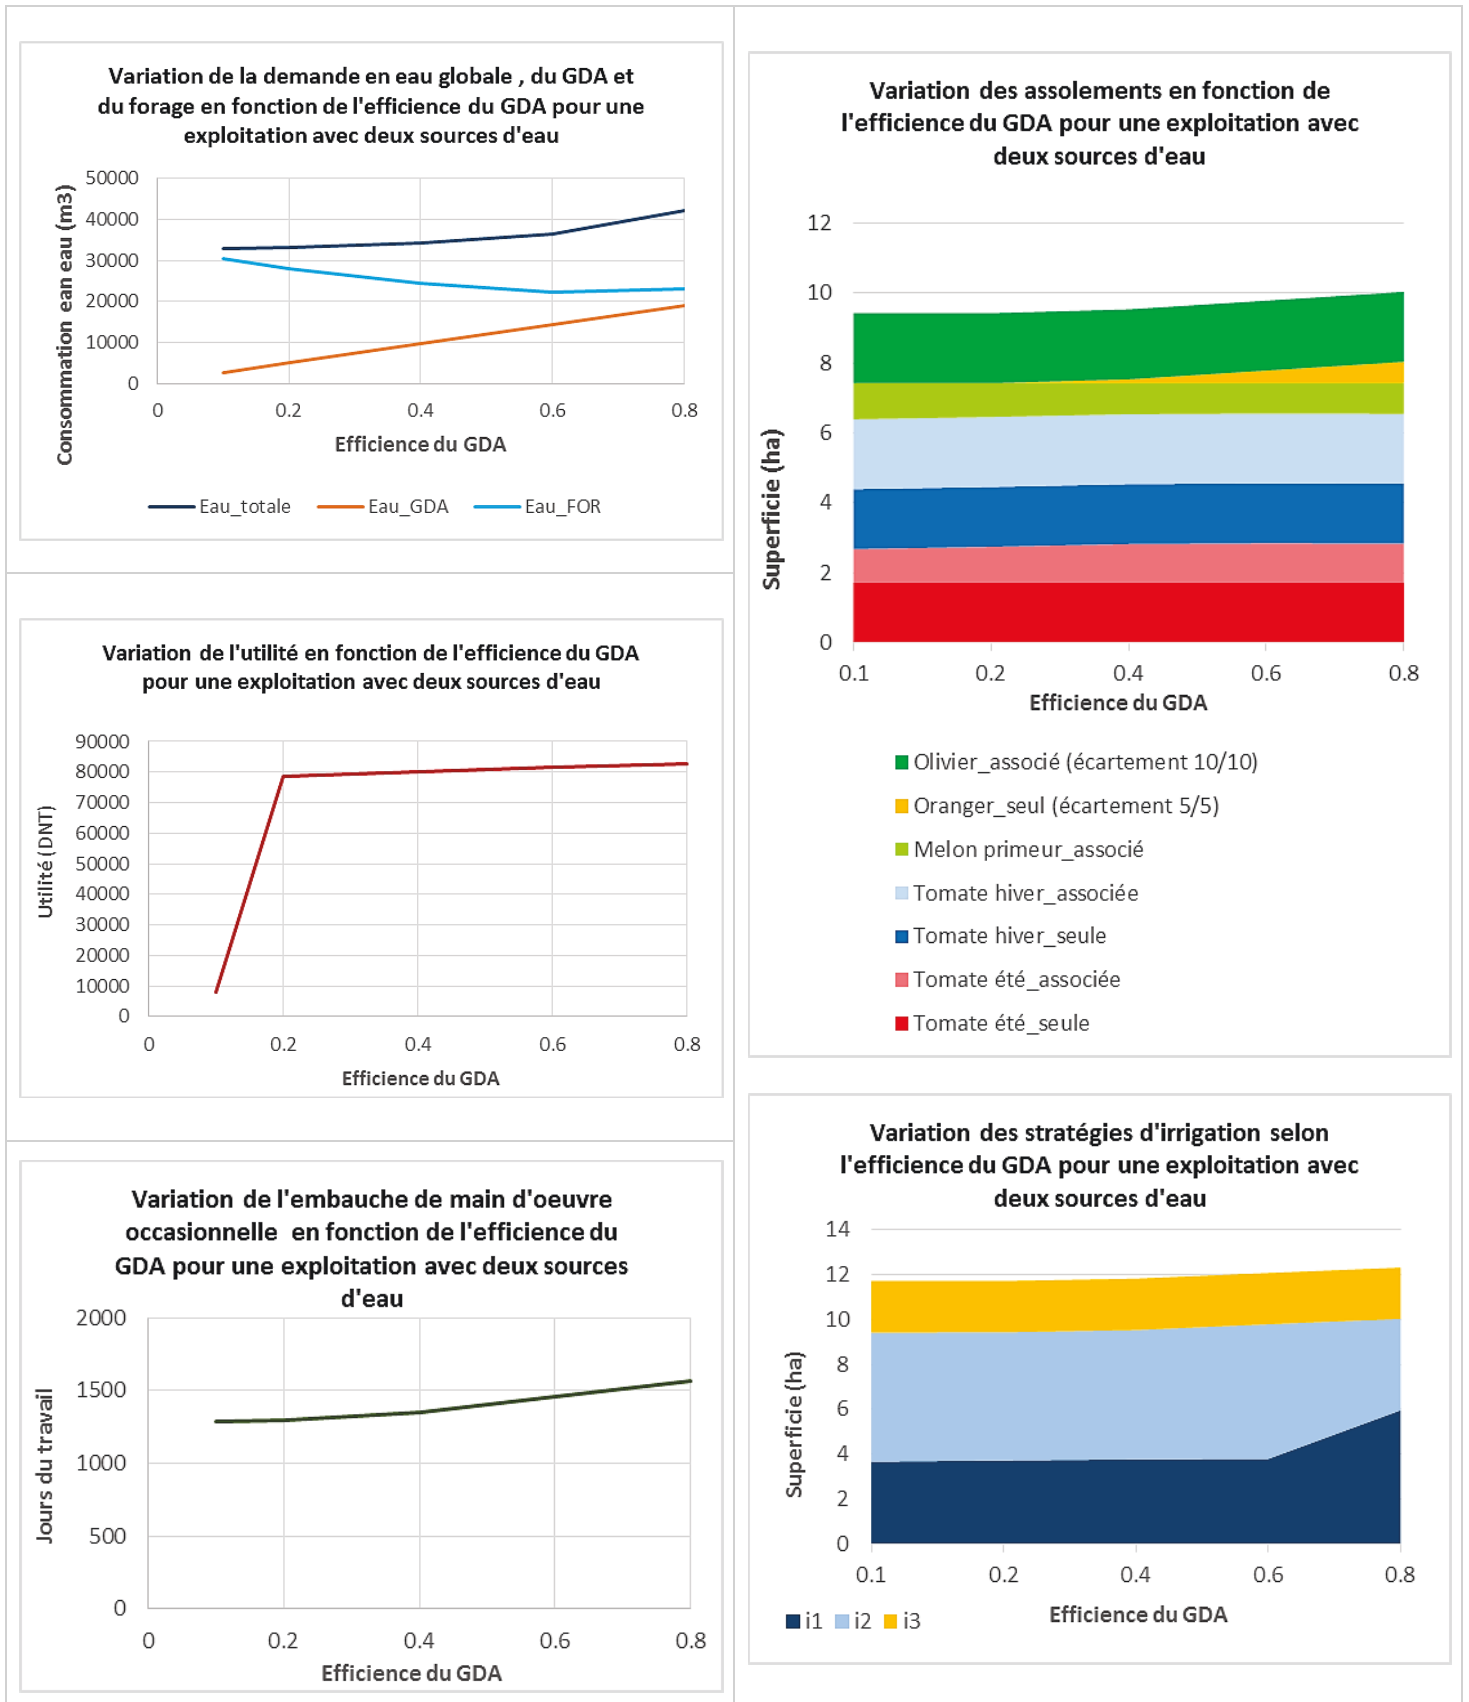 Variation de la demande en eau globale , du GDA et
du forage en fonction de l'efficience du GDA pour une
exploitation avec deux sources d'eau
Consommation ean eau (m3)
50000
40000
30000
20000
10000
0
0 0.2 0.4 0.6 0.8
Efficience du GDA
Eau_totale Eau_GDA Eau_FOR
Variation de l'utilité en fonction de l'efficience du GDA
pour une exploitation avec deux sources d'eau
Utilité (DNT)
90000
80000
70000
60000
50000
40000
30000
20000
10000
0
0 0.2 0.4 0.6 0.8
Efficience du GDA
Variation de l'embauche de main d'oeuvre
occasionnelle en fonction de l'efficience du
GDA pour une exploitation avec deux sources
d'eau
Jours du travail
2000
1500
1000
500
0
0 0.2 0.4 0.6 0.8
Efficience du GDA
Variation des assolements en fonction de
l'efficience du GDA pour une exploitation avec
deux sources d'eau
Superficie (ha)
12
10
8
6
4
2
0
0.1 0.2 0.4 0.6 0.8
Efficience du GDA
Olivier_associé (écartement 10/10)
Oranger_seul (écartement 5/5)
Melon primeur_associé
Tomate hiver_associée
Tomate hiver_seule
Tomate été_associée
Tomate été_seule
Variation des stratégies d'irrigation selon
l'efficience du GDA pour une exploitation avec
deux sources d'eau
Superficie (ha)
14
12
10
8
6
4
2
0
0.1 0.2 0.4 0.6 0.8
Efficience du GDA
i1 i2 i3